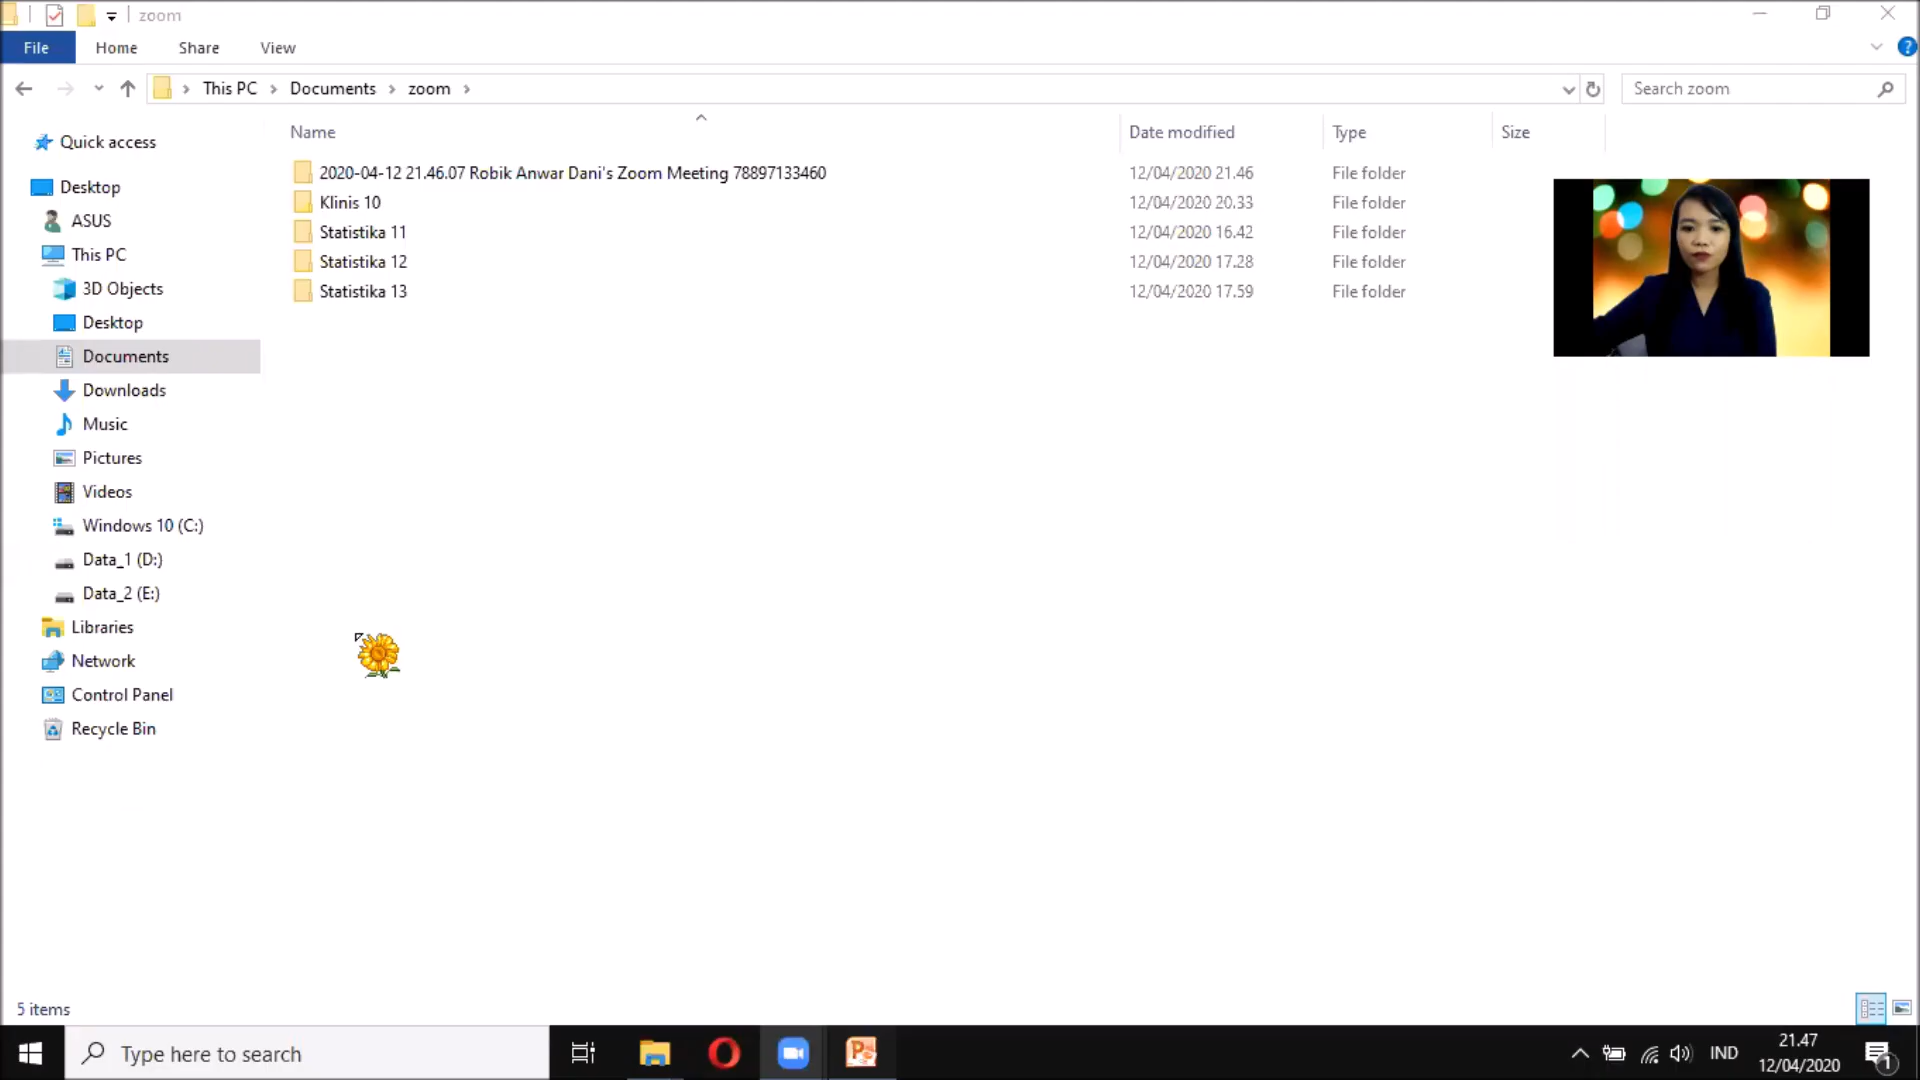 zoom
File Home Share View
This PC Documents zoom Search zoom
Name Date modified Type Size
Quick access
Desktop
ASUS
This PC
3D Objects
Desktop
Documents
Downloads
Music
Pictures
Videos
Windows 10 (C:)
Data_1 (D:)
Data_2 (E:)
Libraries
Network
Control Panel
Recycle Bin
2020-04-12 21.46.07 Robik Anwar Dani's Zoom Meeting 78897133460 12/04/2020 21.46 File folder
Klinis 10 12/04/2020 20.33 File folder
Statistika 11 12/04/2020 16.42 File folder
Statistika 12 12/04/2020 17.28 File folder
Statistika 13 12/04/2020 17.59 File folder
5 items
Type here to search
IND
21.47
12/04/2020
1